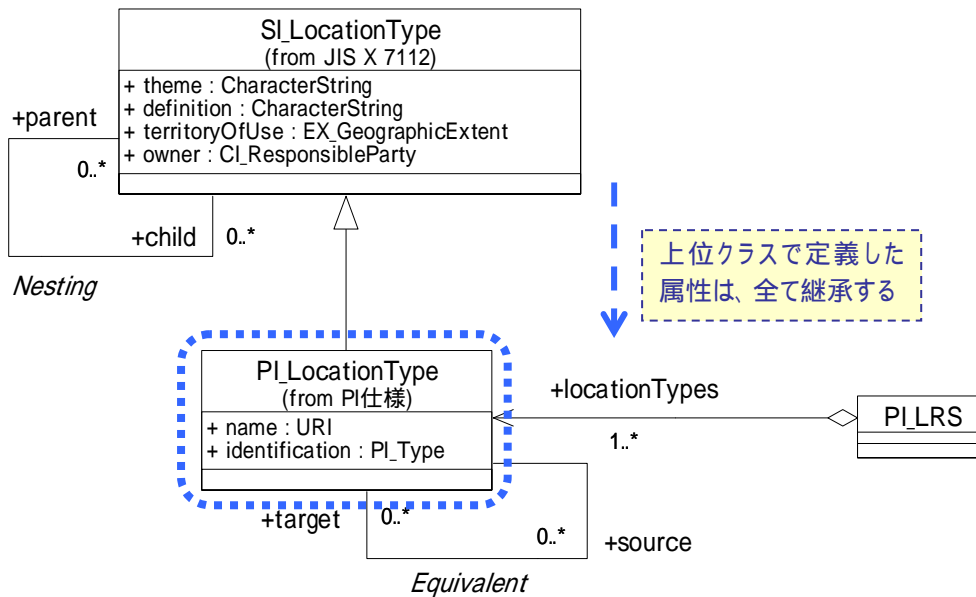 SI_LocationType
(from JIS X 7112)
+ theme : CharacterString
+ definition : CharacterString
+ territoryOfUse : EX_GeographicExtent
+ owner : CI_ResponsibleParty
+parent
0..*
+child
0..*
Nesting
上位クラスで定義した
属性は、全て継承する
PI_LocationType
(from PI仕様)
+ name : URI
+ identification : PI_Type
+locationTypes
1..*
PI_LRS
+target
0..*
0..*
+source
Equivalent